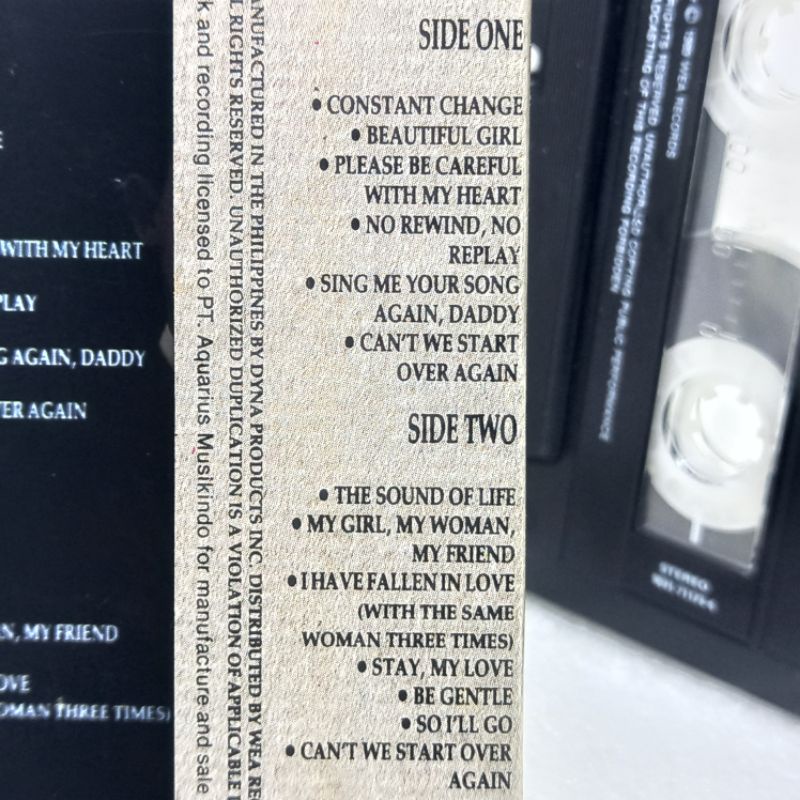 WITH MY HEART
AGAIN, DADDY
ER AGAIN
MY FRIEND
OMAN THREE TIMES)
k and recording licensed to PT. Aquarius Musikindo for manufacture and sale
RIGHTS RESERVED. UNAUTHORIZED DUPLICATION IS A VIOLATION OF APPLICABLE
ANUFACTURED IN THE PHILIPPINES BY DYNA PRODUCTS INC. DISTRIBUTED BY WEA RE
SIDE ONE
• CONSTANT CHANGE
• BEAUTIFUL GIRL
• PLEASE BE CAREFUL
WITH MY HEART
• NO REWIND, NO
REPLAY
• SING ME YOUR SONG
AGAIN, DADDY
• CAN'T WE START
OVER AGAIN
SIDE TWO
• THE SOUND OF LIFE
• MY GIRL, MY WOMAN,
MY FRIEND
• I HAVE FALLEN IN LOVE
(WITH THE SAME
WOMAN THREE TIMES)
• STAY, MY LOVE
• BE GENTLE
• SO I'LL GO
• CAN'T WE START OVER
AGAIN
WEA RECORDS
RIGHTS RESERVED. UNAUTHORIZED COPYING PUBLIC PERFORMANCE
OF THIS RECORDING FORBIDDEN
100
50
0
STEREO